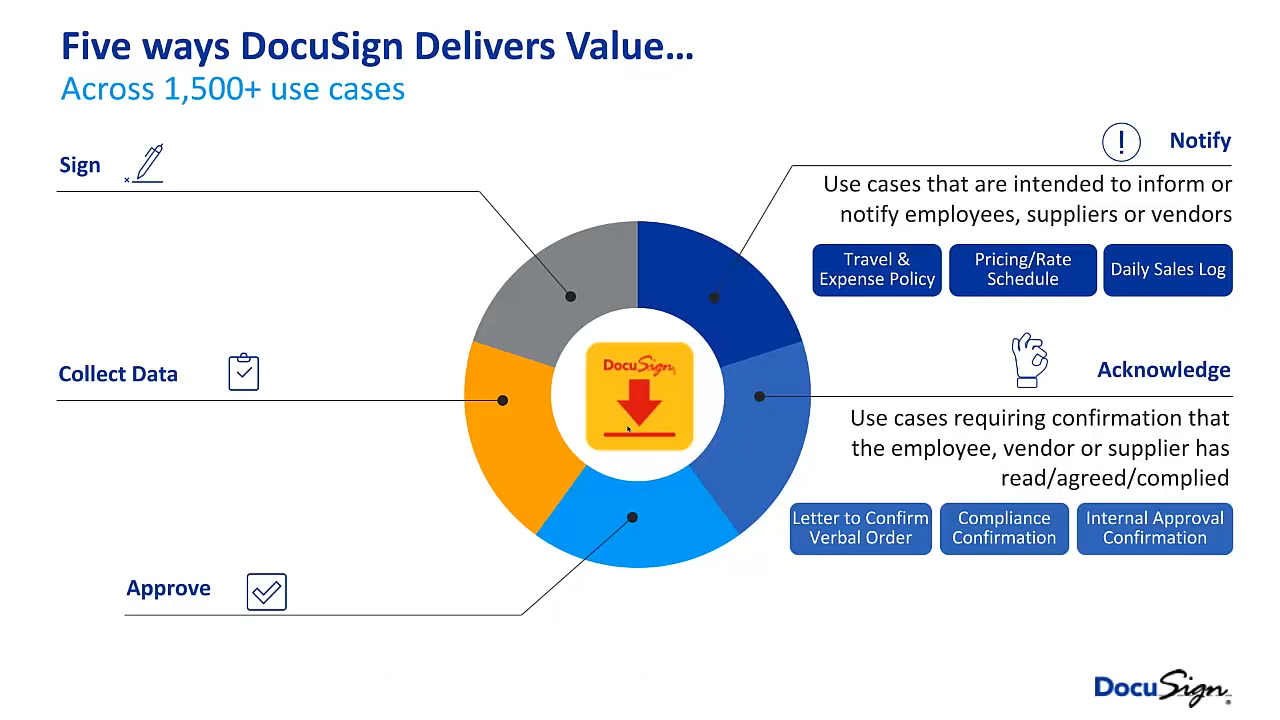 Five ways DocuSign Delivers Value...
Across 1,500+ use cases
Sign
x
Notify
Use cases that are intended to inform or
notify employees, suppliers or vendors
Travel &
Expense Policy
Pricing/Rate
Schedule
Daily Sales Log
DocuSign
Collect Data
Acknowledge
Use cases requiring confirmation that
the employee, vendor or supplier has
read/agreed/complied
Letter to Confirm
Verbal Order
Compliance
Confirmation
Internal Approval
Confirmation
Approve
DocuSign®